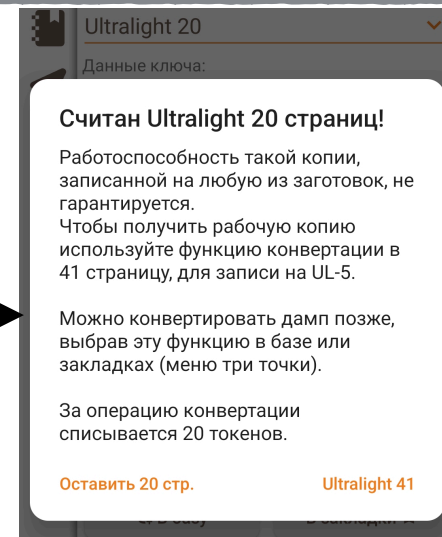 Ultralight 20
Данные ключа:
Считан Ultralight 20 страниц!
Работоспособность такой копии,
записанной на любую из заготовок, не
гарантируется.
Чтобы получить рабочую копию
используйте функцию конвертации в
41 страницу, для записи на UL-5.
Можно конвертировать дамп позже,
выбрав эту функцию в базе или
закладках (меню три точки).
За операцию конвертации
списывается 20 токенов.
Оставить 20 стр. Ultralight 41